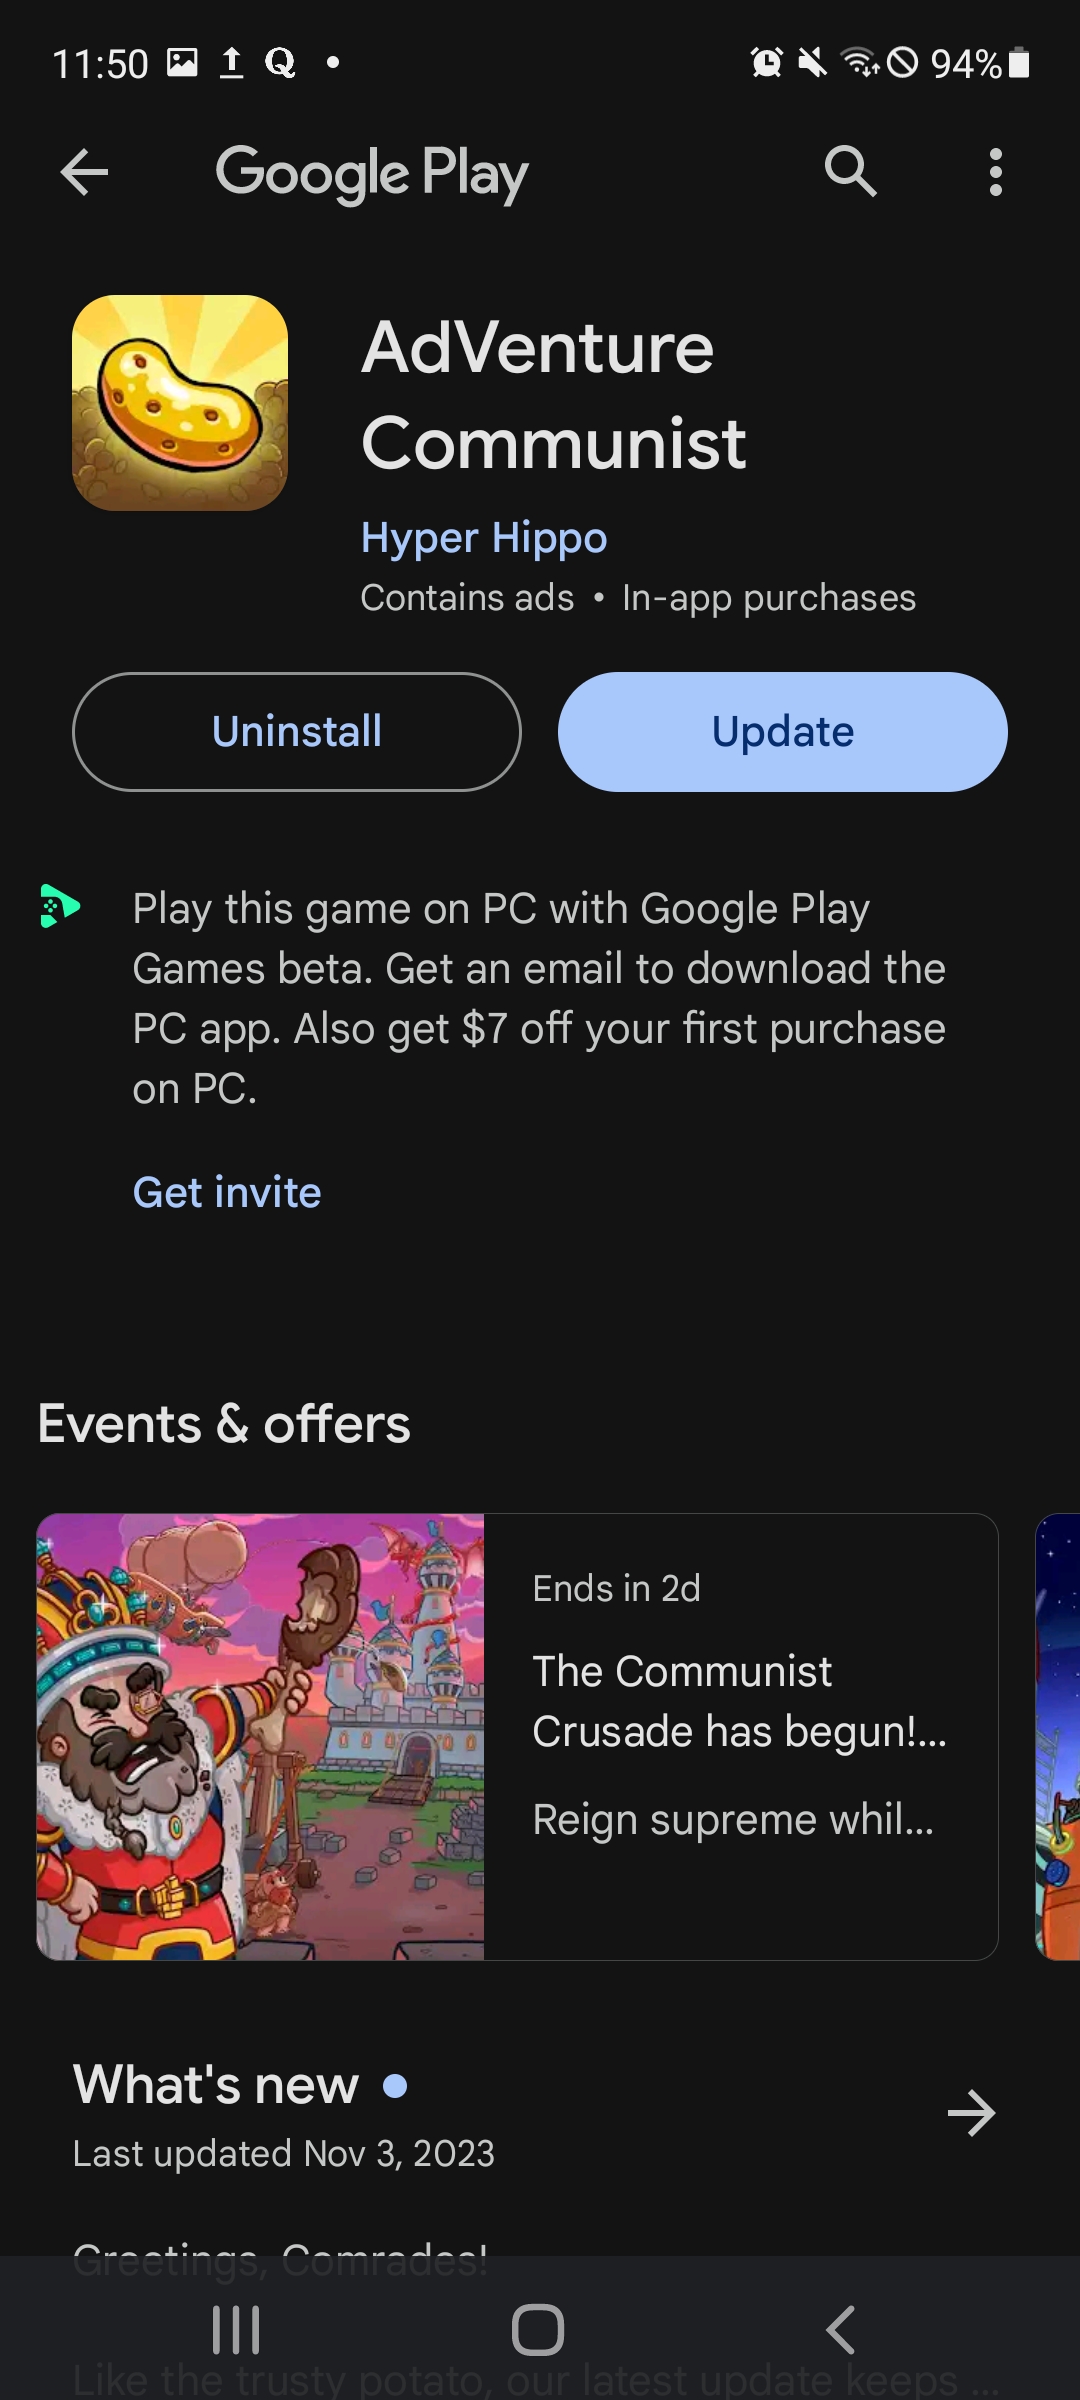 11:50
94%
Google Play
AdVenture
Communist
Hyper Hippo
Contains ads • In-app purchases
Uninstall
Update
Play this game on PC with Google Play
Games beta. Get an email to download the
PC app. Also get $7 off your first purchase
on PC.
Get invite
Events & offers
Ends in 2d
The Communist
Crusade has begun!...
Reign supreme whil...
What's new
Last updated Nov 3, 2023
Greetings, Comrades!
Like the trusty potato, our latest update keeps ...